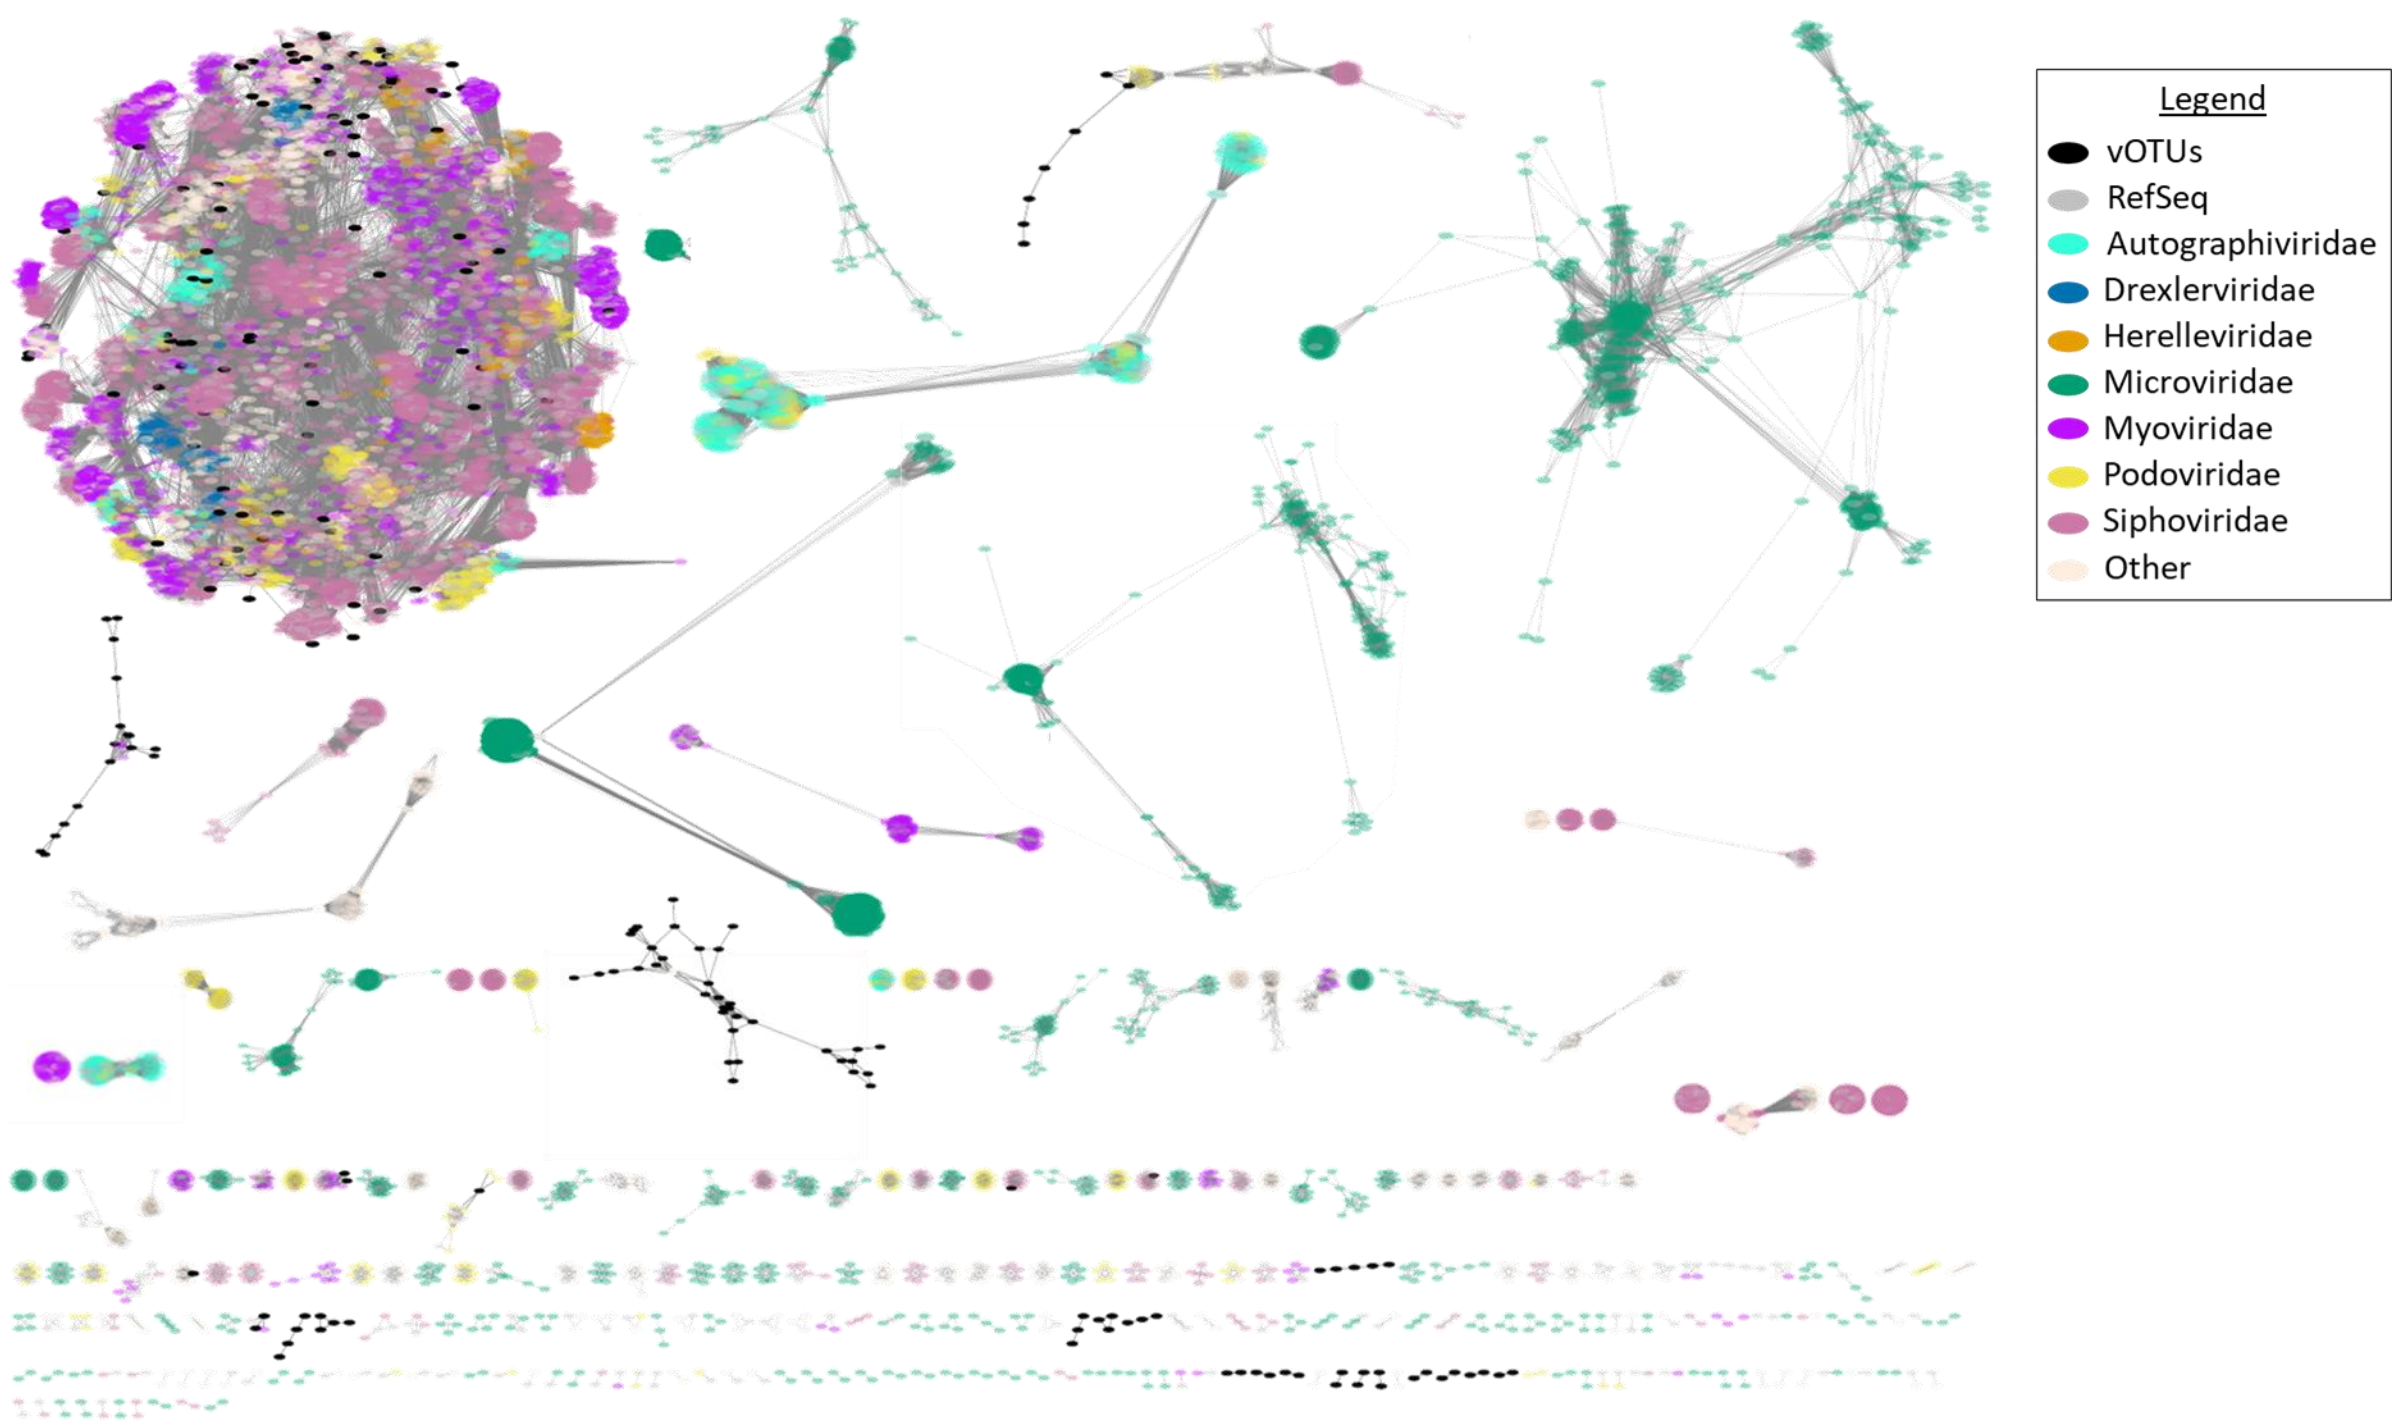 Legend
vOTUs
RefSeq
Autographiviridae
Drexlerviridae
Herelleviridae
Microviridae
Myoviridae
Podoviridae
Siphoviridae
Other